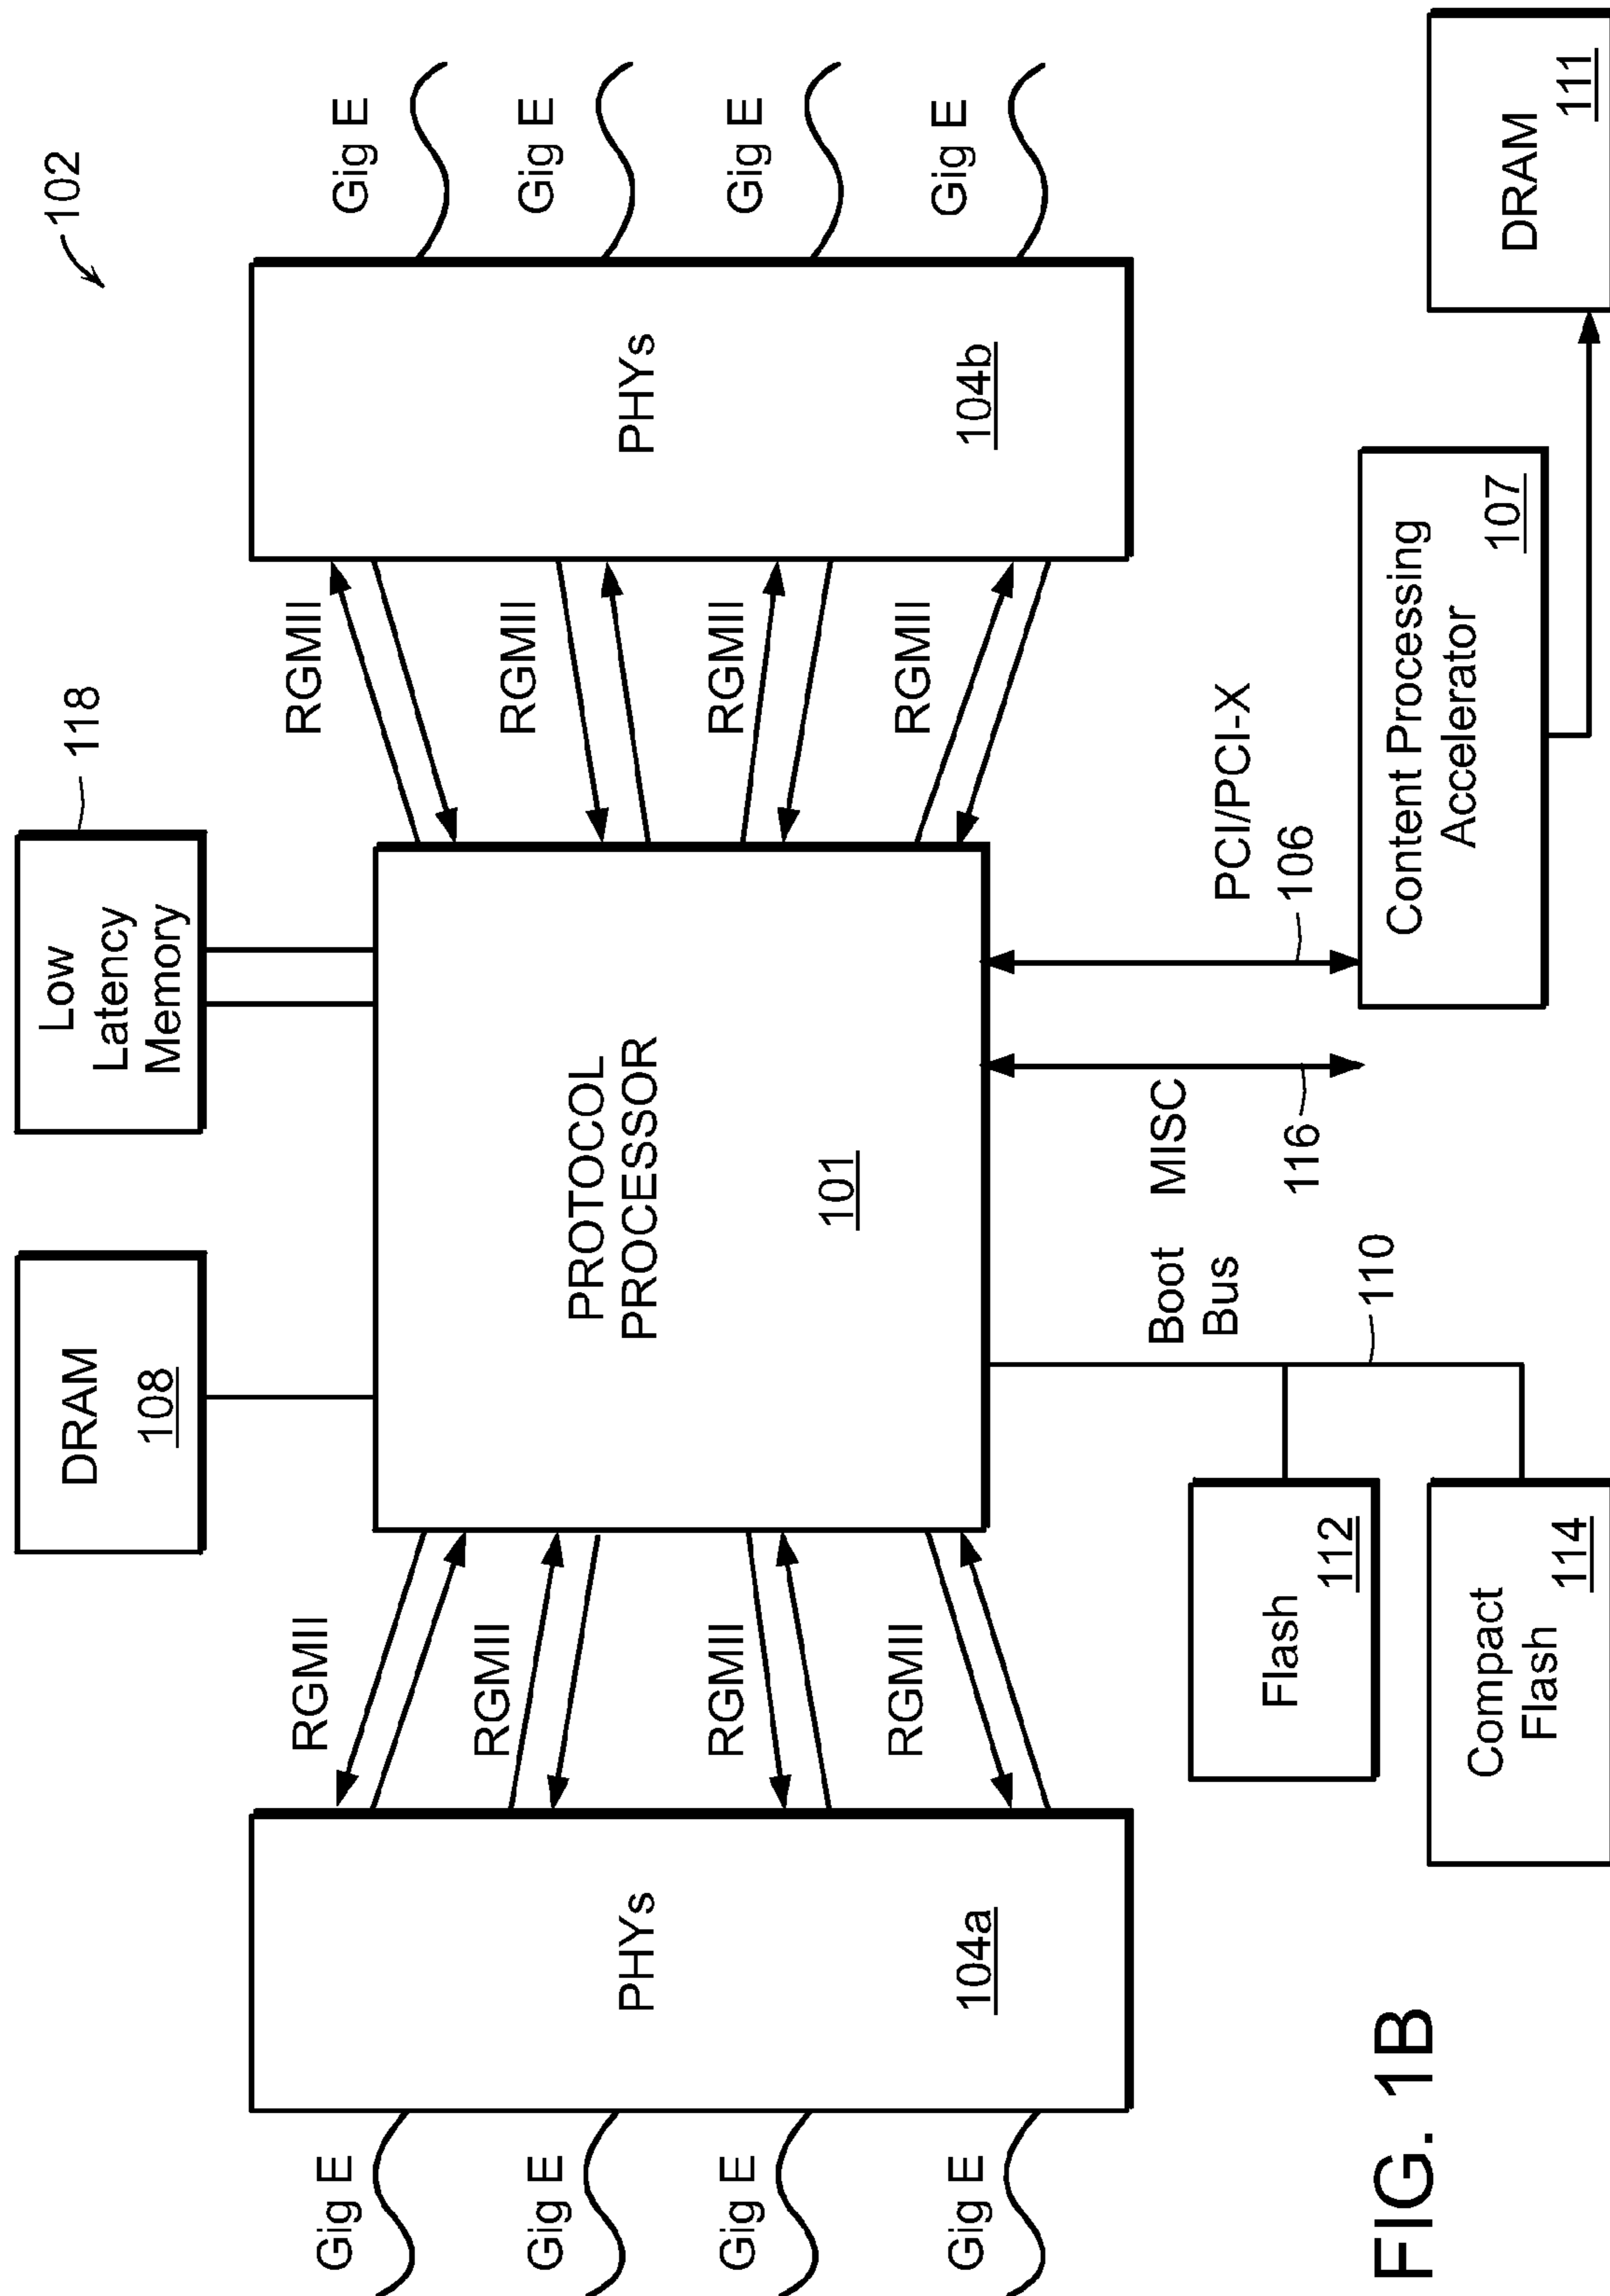 102
DRAM
108
Low
Latency
Memory
118
Gig E
Gig E
Gig E
Gig E
PHYs
104a
RGMII
RGMII
RGMII
RGMII
PROTOCOL
PROCESSOR
101
RGMII
RGMII
RGMII
RGMII
PHYs
104b
Gig E
Gig E
Gig E
Gig E
Boot
Bus
110
MISC
116
PCI/PCI-X
106
Flash
112
Compact
Flash
114
Content Processing
Accelerator
107
DRAM
111
FIG. 1B